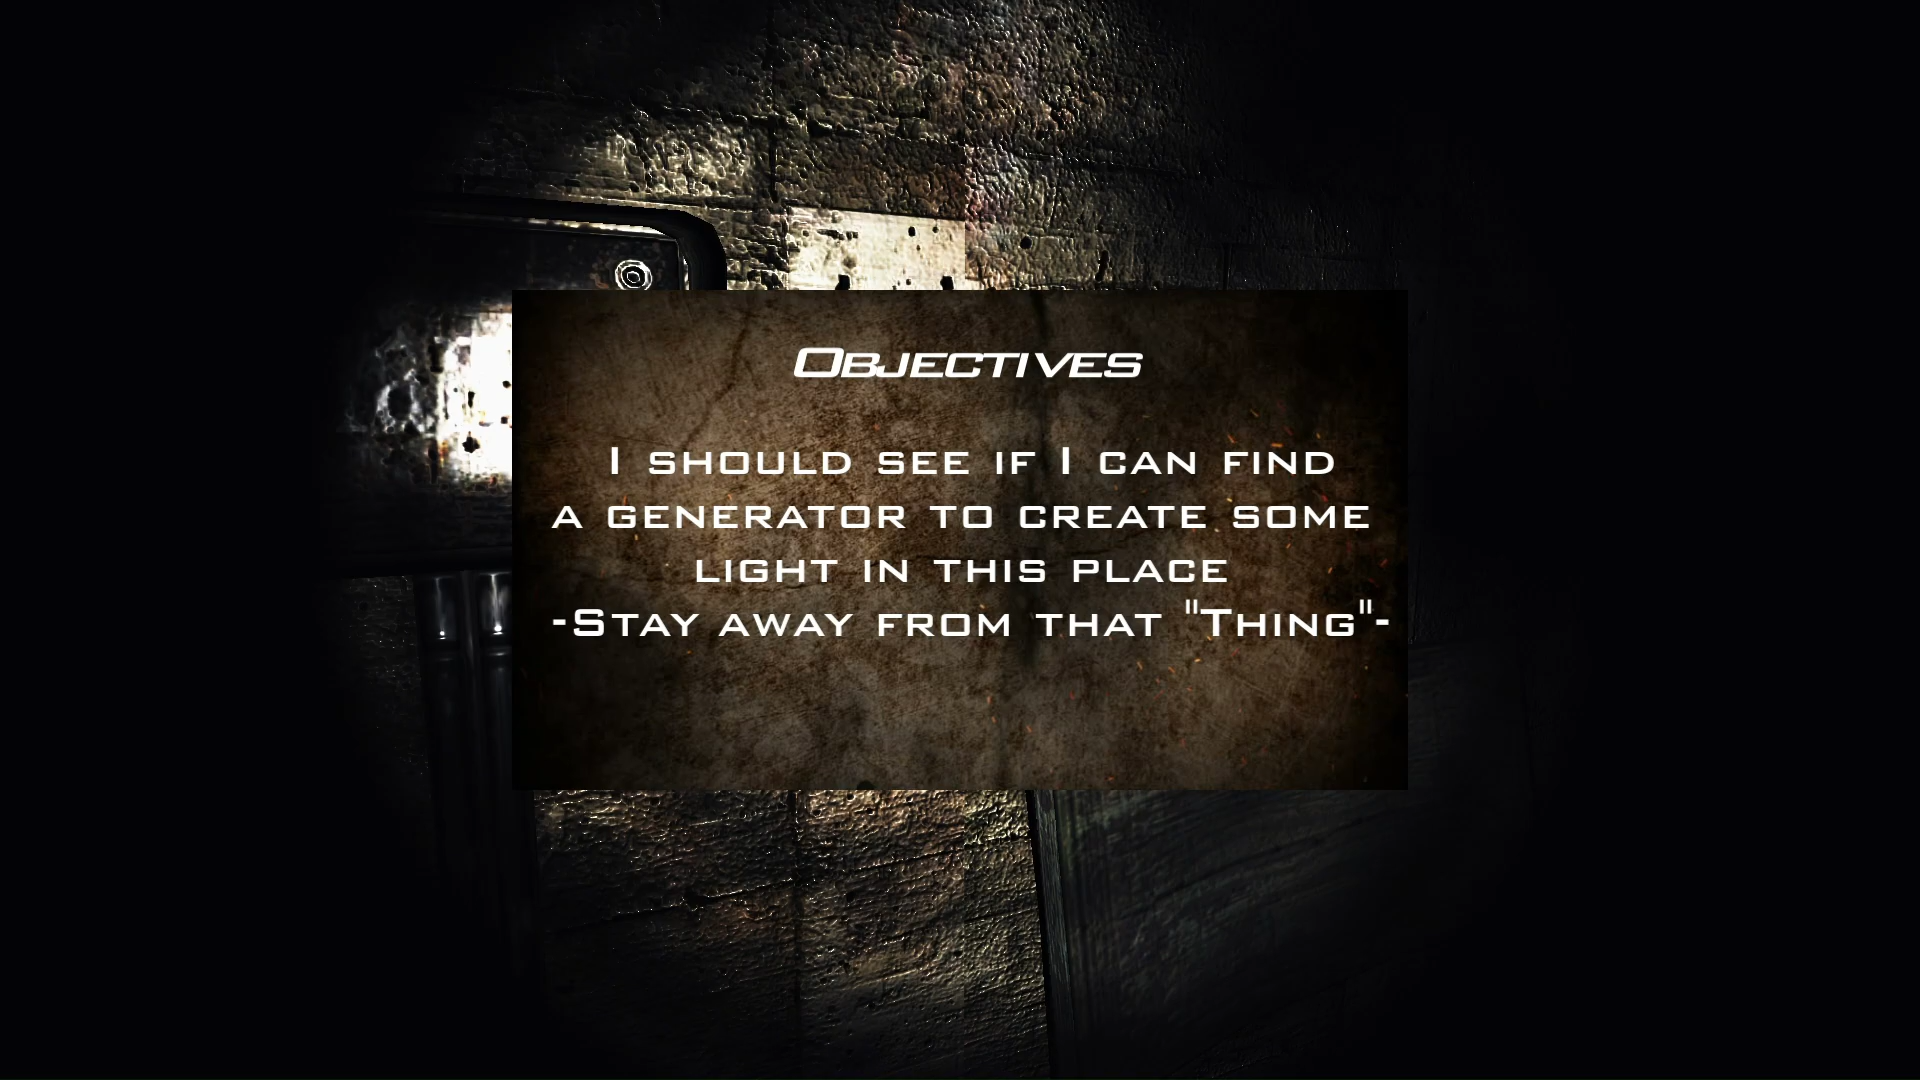 Objectives
I should see if I can find
a generator to create some
light in this place
-Stay away from that "Thing"-